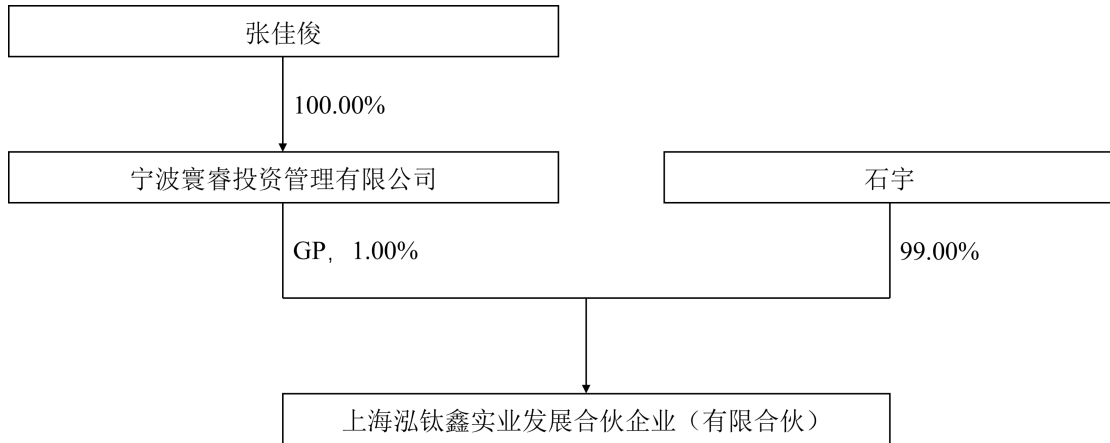 张佳俊
100.00%
宁波寰睿投资管理有限公司
石宇
GP，1.00%
99.00%
上海泓钛鑫实业发展合伙企业（有限合伙）